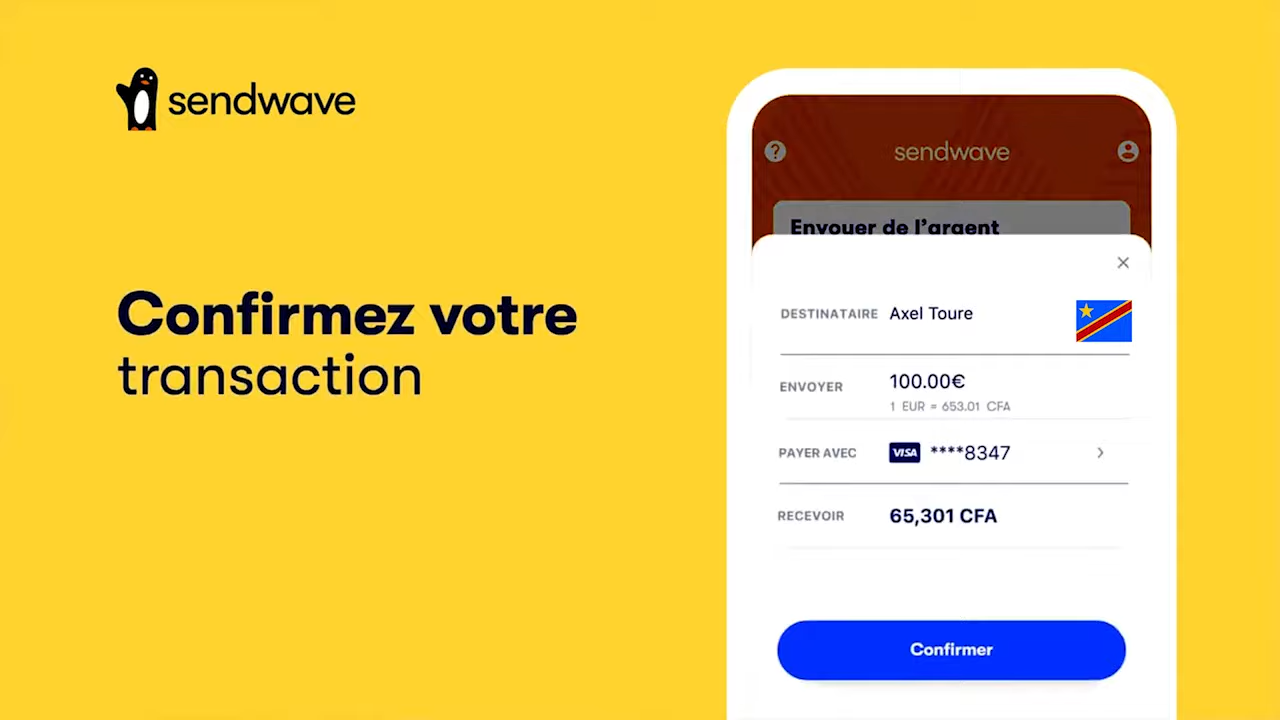 sendwave
Confirmez votre
transaction
?
sendwave
Envoyer de l'argent
DESTINATAIRE Axel Toure
ENVOYER 100.00€
1 EUR = 653.01 CFA
PAYER AVEC VISA ****8347
RECEVOIR 65,301 CFA
Confirmer